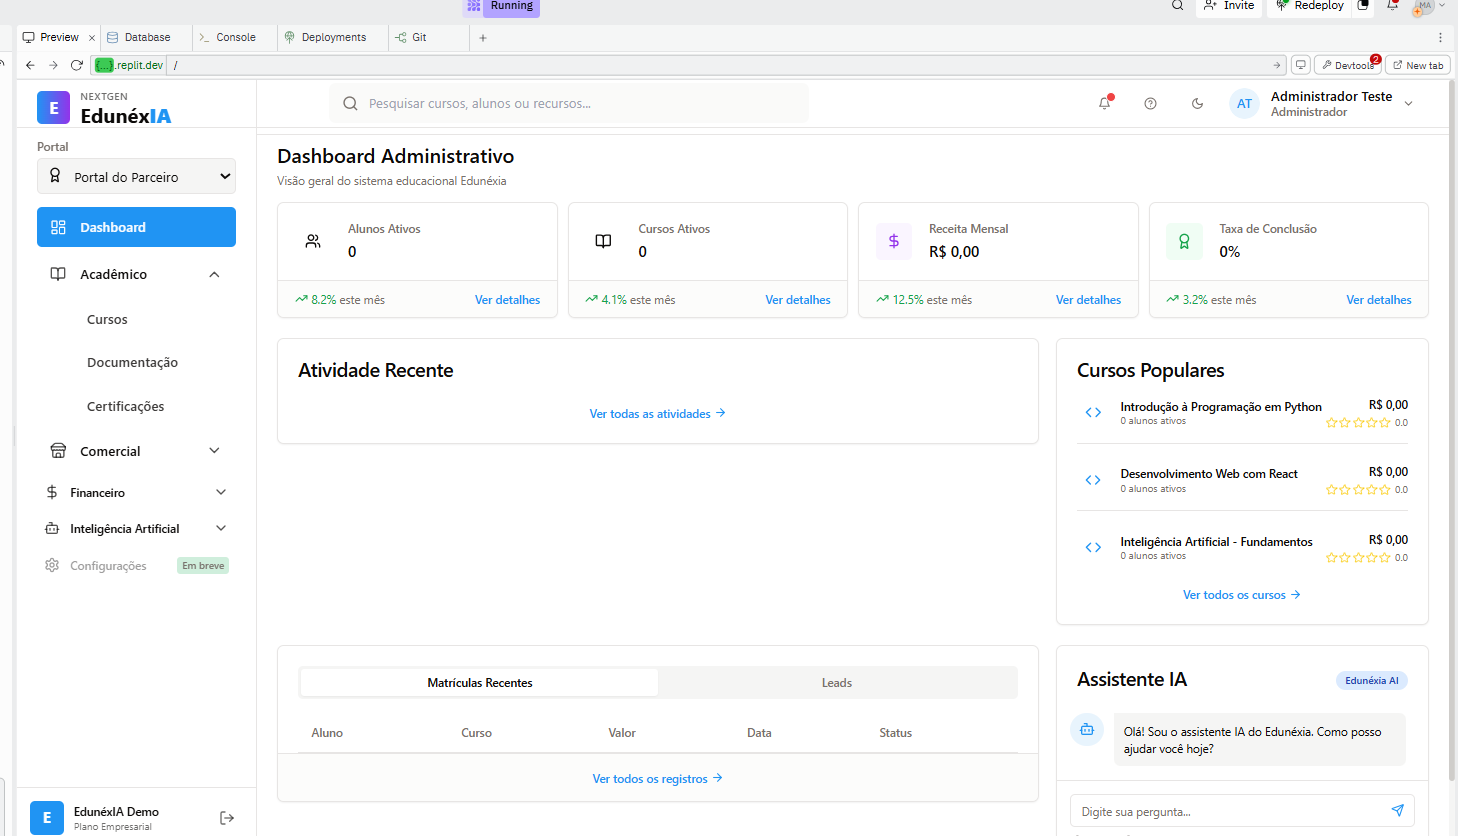 Running
Invite
Redeploy
MA
Preview
Database
Console
Deployments
Git
{...}.replit.dev /
Devtools 2
New tab
E
NEXTGEN
EdunéxIA
Pesquisar cursos, alunos ou recursos...
AT
Administrador Teste
Administrador
Portal
Portal do Parceiro
Dashboard
Acadêmico
Cursos
Documentação
Certificações
Comercial
Financeiro
Inteligência Artificial
Configurações
Em breve
E
EdunéxIA Demo
Plano Empresarial
Dashboard Administrativo
Visão geral do sistema educacional Edunéxia
Alunos Ativos
0
8.2% este mês
Ver detalhes
Cursos Ativos
0
4.1% este mês
Ver detalhes
Receita Mensal
R$ 0,00
12.5% este mês
Ver detalhes
Taxa de Conclusão
0%
3.2% este mês
Ver detalhes
Atividade Recente
Ver todas as atividades
Cursos Populares
Introdução à Programação em Python
R$ 0,00
0 alunos ativos
0.0
Desenvolvimento Web com React
R$ 0,00
0 alunos ativos
0.0
Inteligência Artificial - Fundamentos
R$ 0,00
0 alunos ativos
0.0
Ver todos os cursos
Matrículas Recentes
Leads
Aluno Curso Valor Data Status
Ver todos os registros
Assistente IA
Edunéxia AI
Olá! Sou o assistente IA do Edunéxia. Como posso
ajudar você hoje?
Digite sua pergunta...